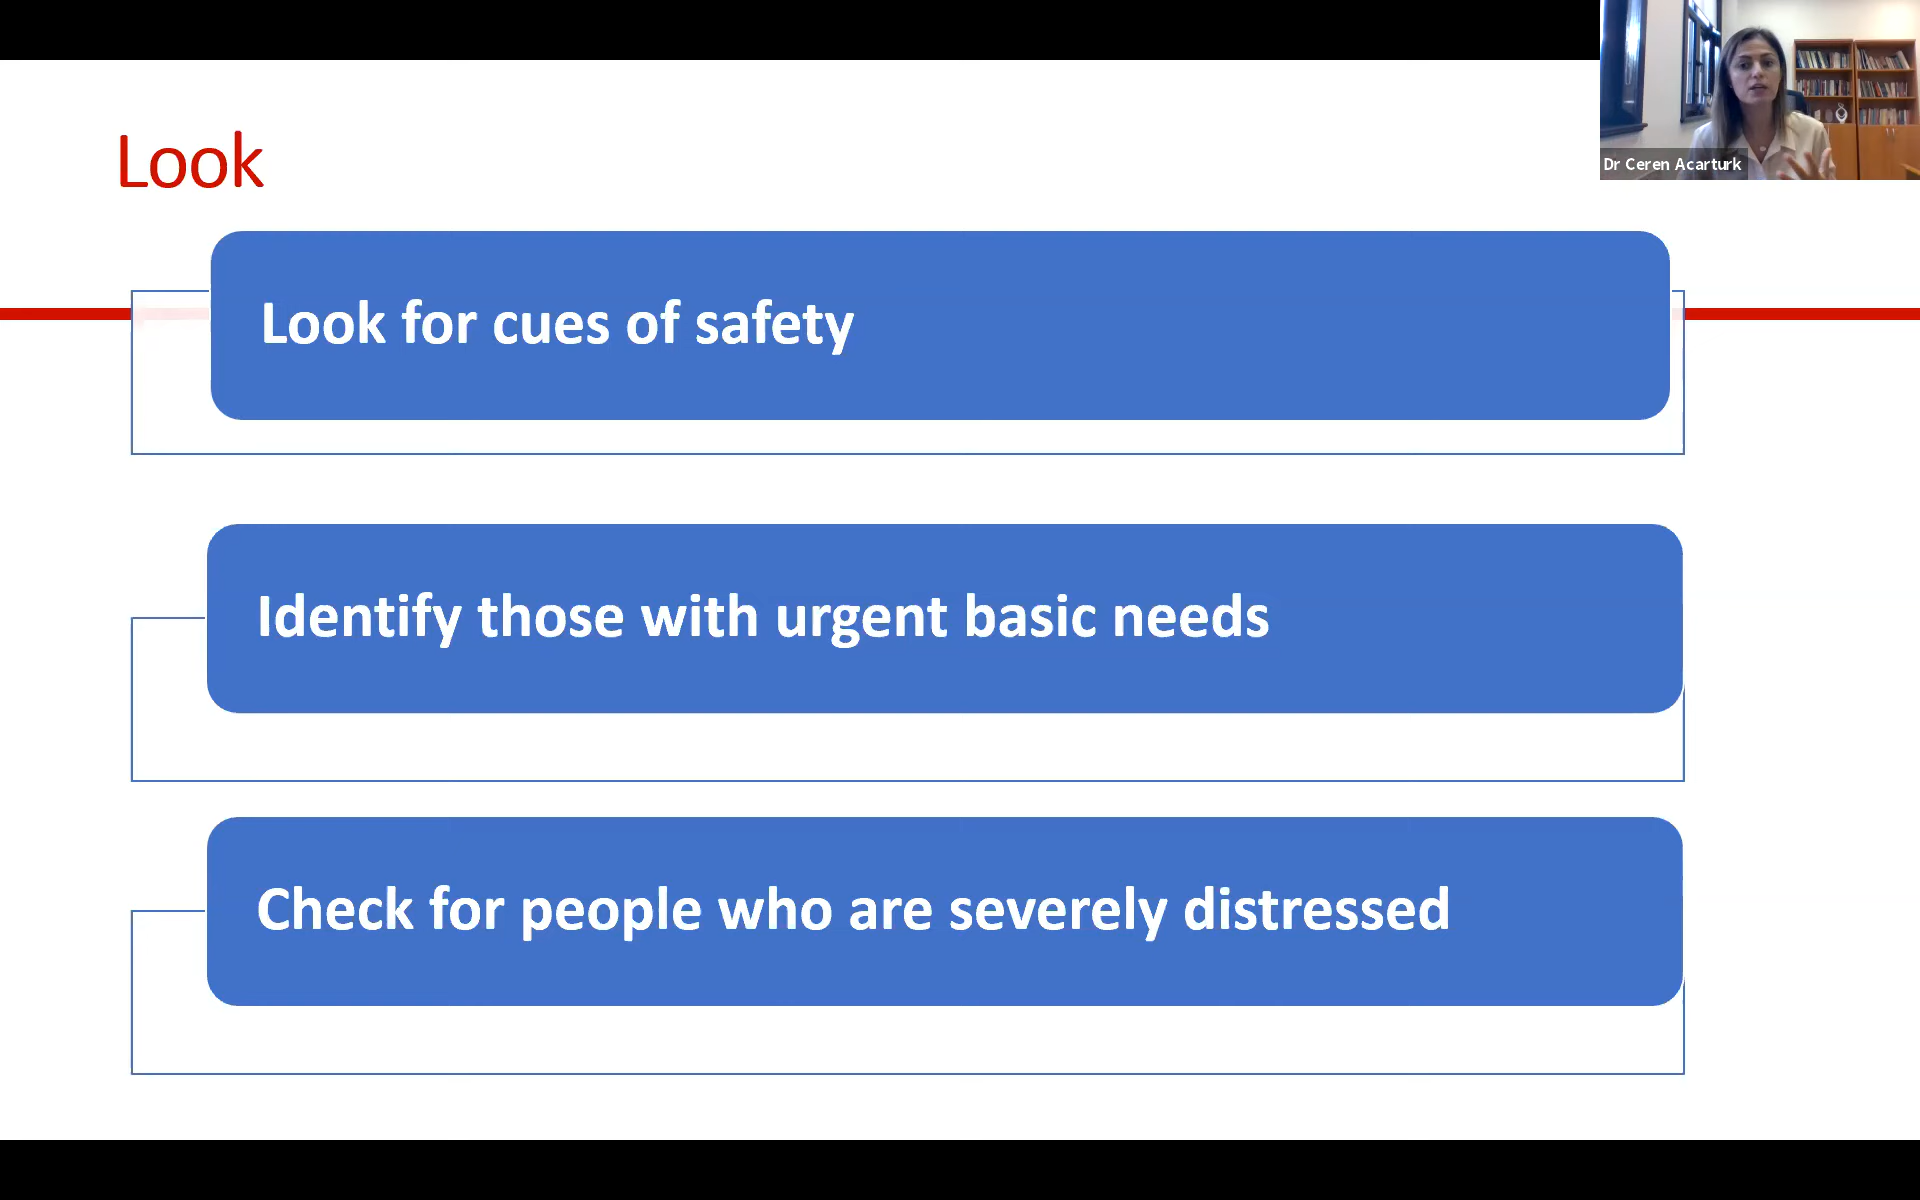 Look
Dr Ceren Acarturk
Look for cues of safety
Identify those with urgent basic needs
Check for people who are severely distressed